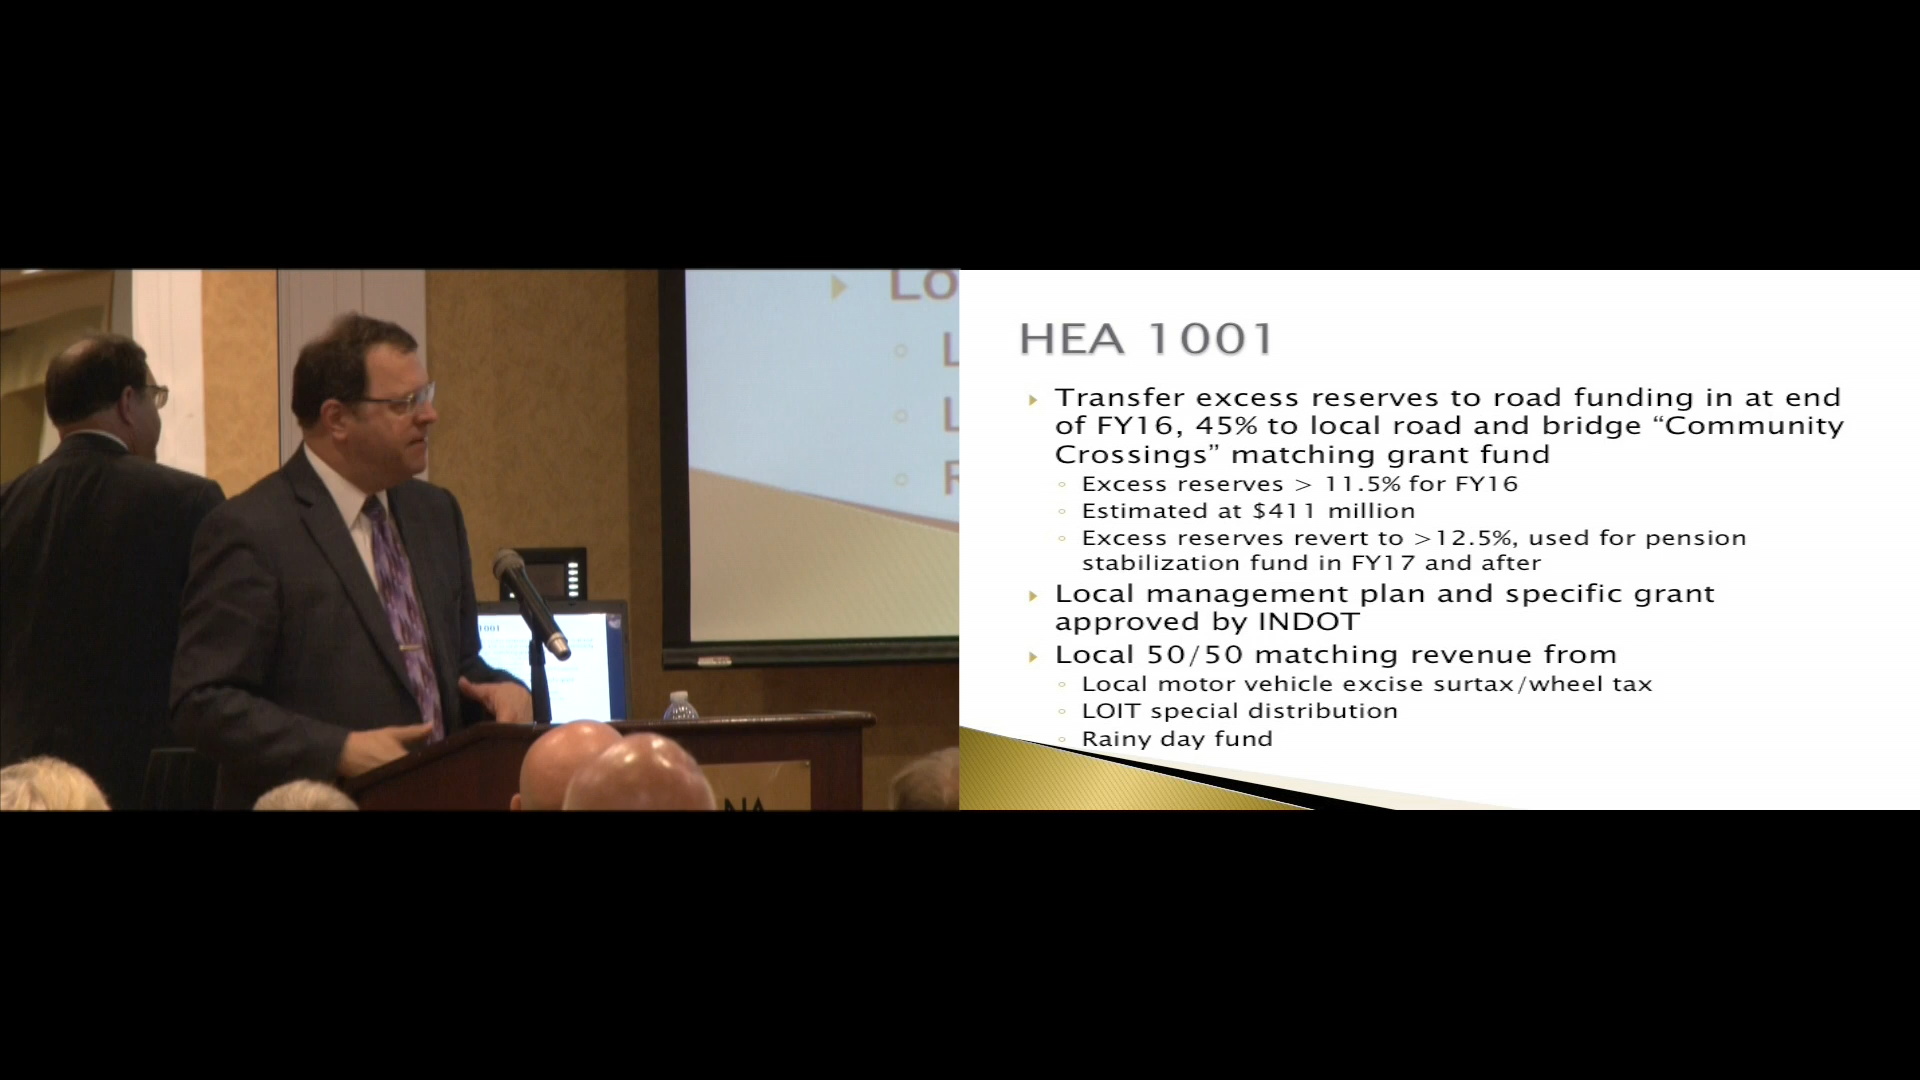 LO
L
L
R
1001
NA
HEA 1001
Transfer excess reserves to road funding in at end
of FY16, 45% to local road and bridge “Community
Crossings” matching grant fund
Excess reserves > 11.5% for FY16
Estimated at $411 million
Excess reserves revert to >12.5%, used for pension
stabilization fund in FY17 and after
Local management plan and specific grant
approved by INDOT
Local 50/50 matching revenue from
Local motor vehicle excise surtax/wheel tax
LOIT special distribution
Rainy day fund